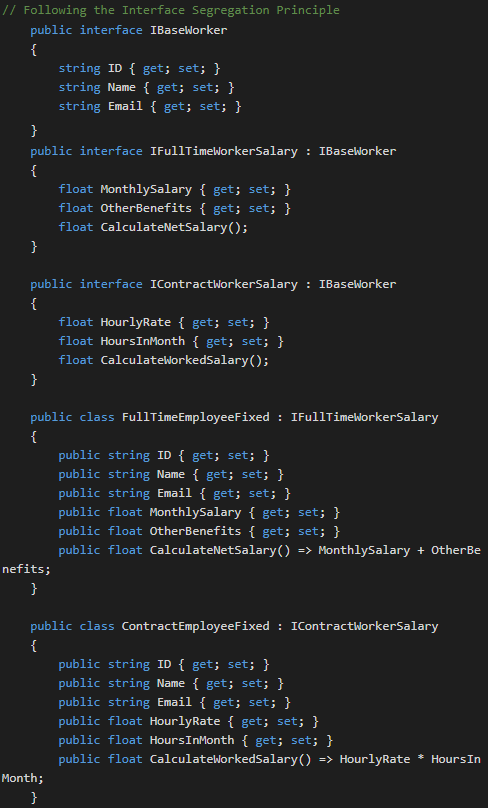 // Following the Interface Segregation Principle
    public interface IBaseWorker
    {
        string ID { get; set; }
        string Name { get; set; }
        string Email { get; set; }
    }
    public interface IFullTimeWorkerSalary : IBaseWorker
    {
        float MonthlySalary { get; set; }
        float OtherBenefits { get; set; }
        float CalculateNetSalary();
    }

    public interface IContractWorkerSalary : IBaseWorker
    {
        float HourlyRate { get; set; }
        float HoursInMonth { get; set; }
        float CalculateWorkedSalary();
    }

    public class FullTimeEmployeeFixed : IFullTimeWorkerSalary
    {
        public string ID { get; set; }
        public string Name { get; set; }
        public string Email { get; set; }
        public float MonthlySalary { get; set; }
        public float OtherBenefits { get; set; }
        public float CalculateNetSalary() => MonthlySalary + OtherBe
nefits;
    }

    public class ContractEmployeeFixed : IContractWorkerSalary
    {
        public string ID { get; set; }
        public string Name { get; set; }
        public string Email { get; set; }
        public float HourlyRate { get; set; }
        public float HoursInMonth { get; set; }
        public float CalculateWorkedSalary() => HourlyRate * HoursIn
Month;
    }